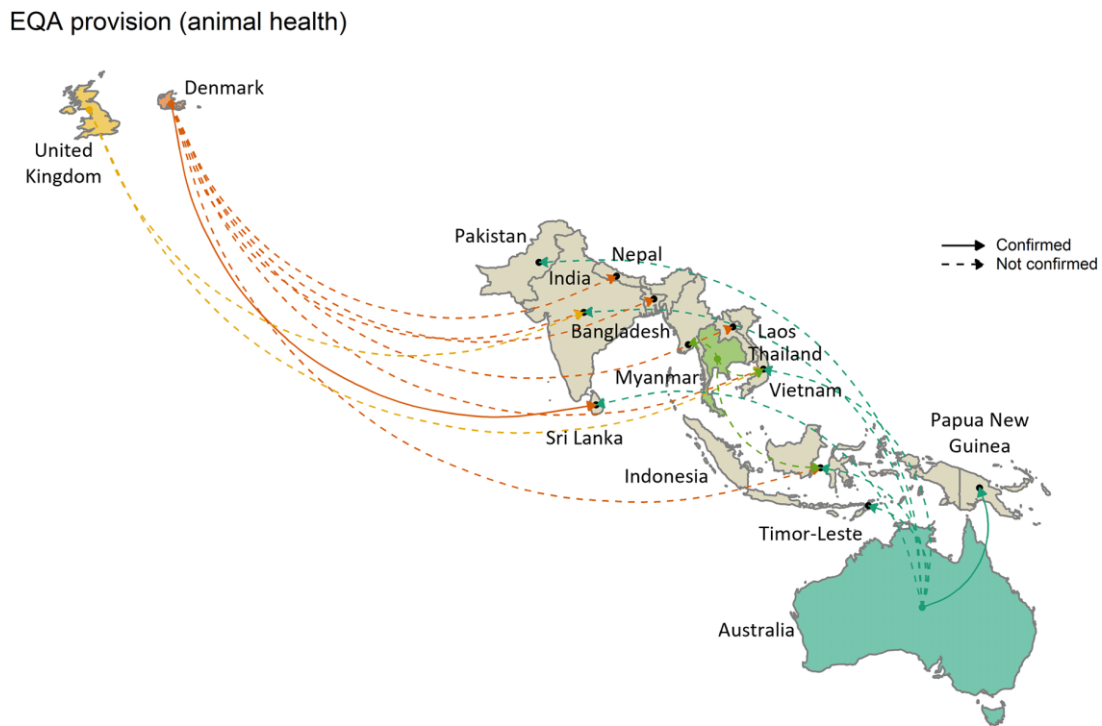 EQA provision (animal health)
Denmark
United
Kingdom
Pakistan
Nepal
India
Confirmed
Not confirmed
Bangladesh
Laos
Thailand
Myanmar
Vietnam
Sri Lanka
Papua New
Guinea
Indonesia
Timor-Leste
Australia